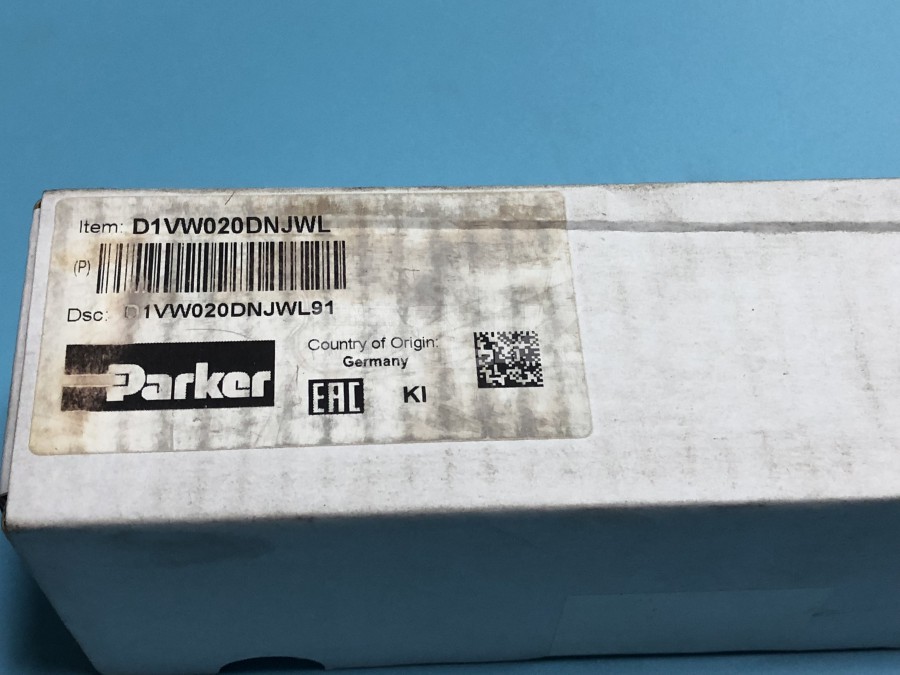 Item: D1VW020DNJWL
(P)
Dsc: D1VW020DNJWL91
Parker
Country of Origin:
Germany
EAC
KI